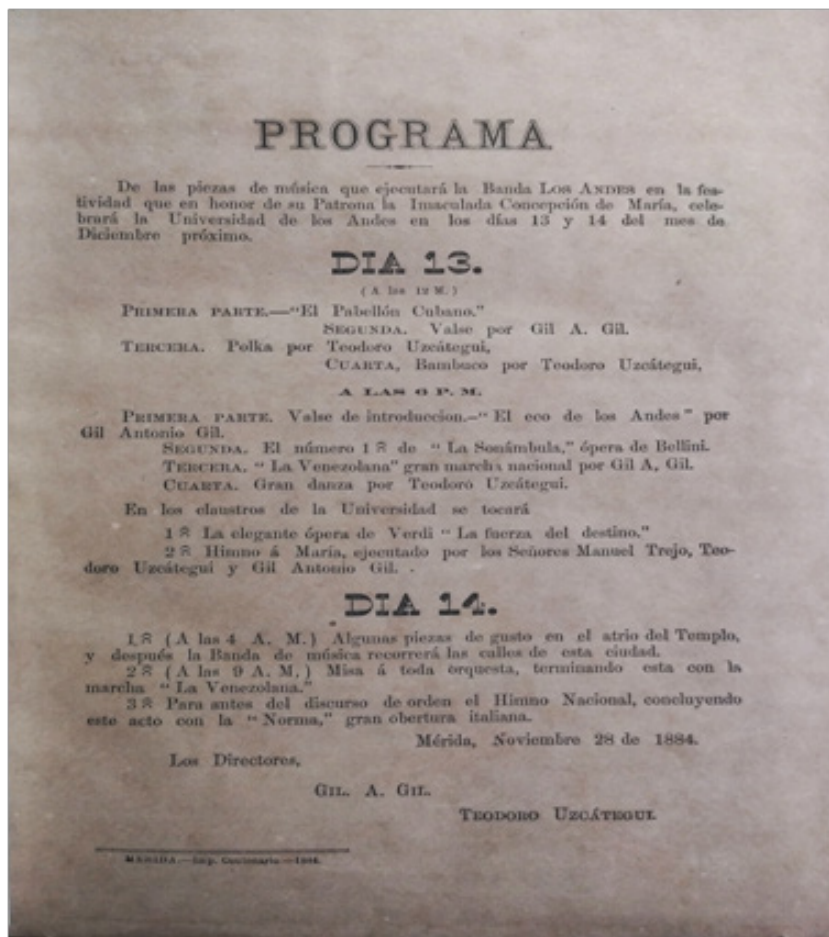 PROGRAMA
De las piezas de música que ejecutará la Banda LOS ANDES en la fes-
tividad que en honor de su Patrona la Imaculada Concepción de María, cele-
brará la Universidad de los Andes en los días 13 y 14 del mes de
Diciembre próximo.
DIA 13.
(A las 12 M.)
PRIMERA PARTE.—"El Pabellón Cubano."
SEGUNDA. Valse por Gil A. Gil.
TERCERA. Polka por Teodoro Uzcátegui,
CUARTA, Bambuco por Teodoro Uzcátegui,
A LAS 6 P. M.
PRIMERA PARTE. Valse de introduccion.–"El eco de los Andes" por
Gil Antonio Gil.
SEGUNDA. El número 1º de "La Sonámbula," ópera de Bellini.
TERCERA. "La Venezolana" gran marcha nacional por Gil A, Gil.
CUARTA. Gran danza por Teodoro Uzcátegui.
En los claustros de la Universidad se tocará
1º La elegante ópera de Verdi "La fuerza del destino."
2º Himno á María, ejecutado por los Señores Manuel Trejo, Teo-
doro Uzcátegui y Gil Antonio Gil.
DIA 14.
1º (A las 4 A. M.) Algunas piezas de gusto en el atrio del Templo,
y después la Banda de música recorrerá las calles de esta ciudad.
2º (A las 9 A. M.) Misa á toda orquesta, terminando esta con la
marcha "La Venezolana."
3º Para antes del discurso de orden el Himno Nacional, concluyendo
este acto con la "Norma," gran obertura italiana.
Mérida, Noviembre 28 de 1884.
Los Directores,
GIL. A. GIL.
TEODORO UZCÁTEGUI.
MERIDA.—Imp. Centenario.—1884.